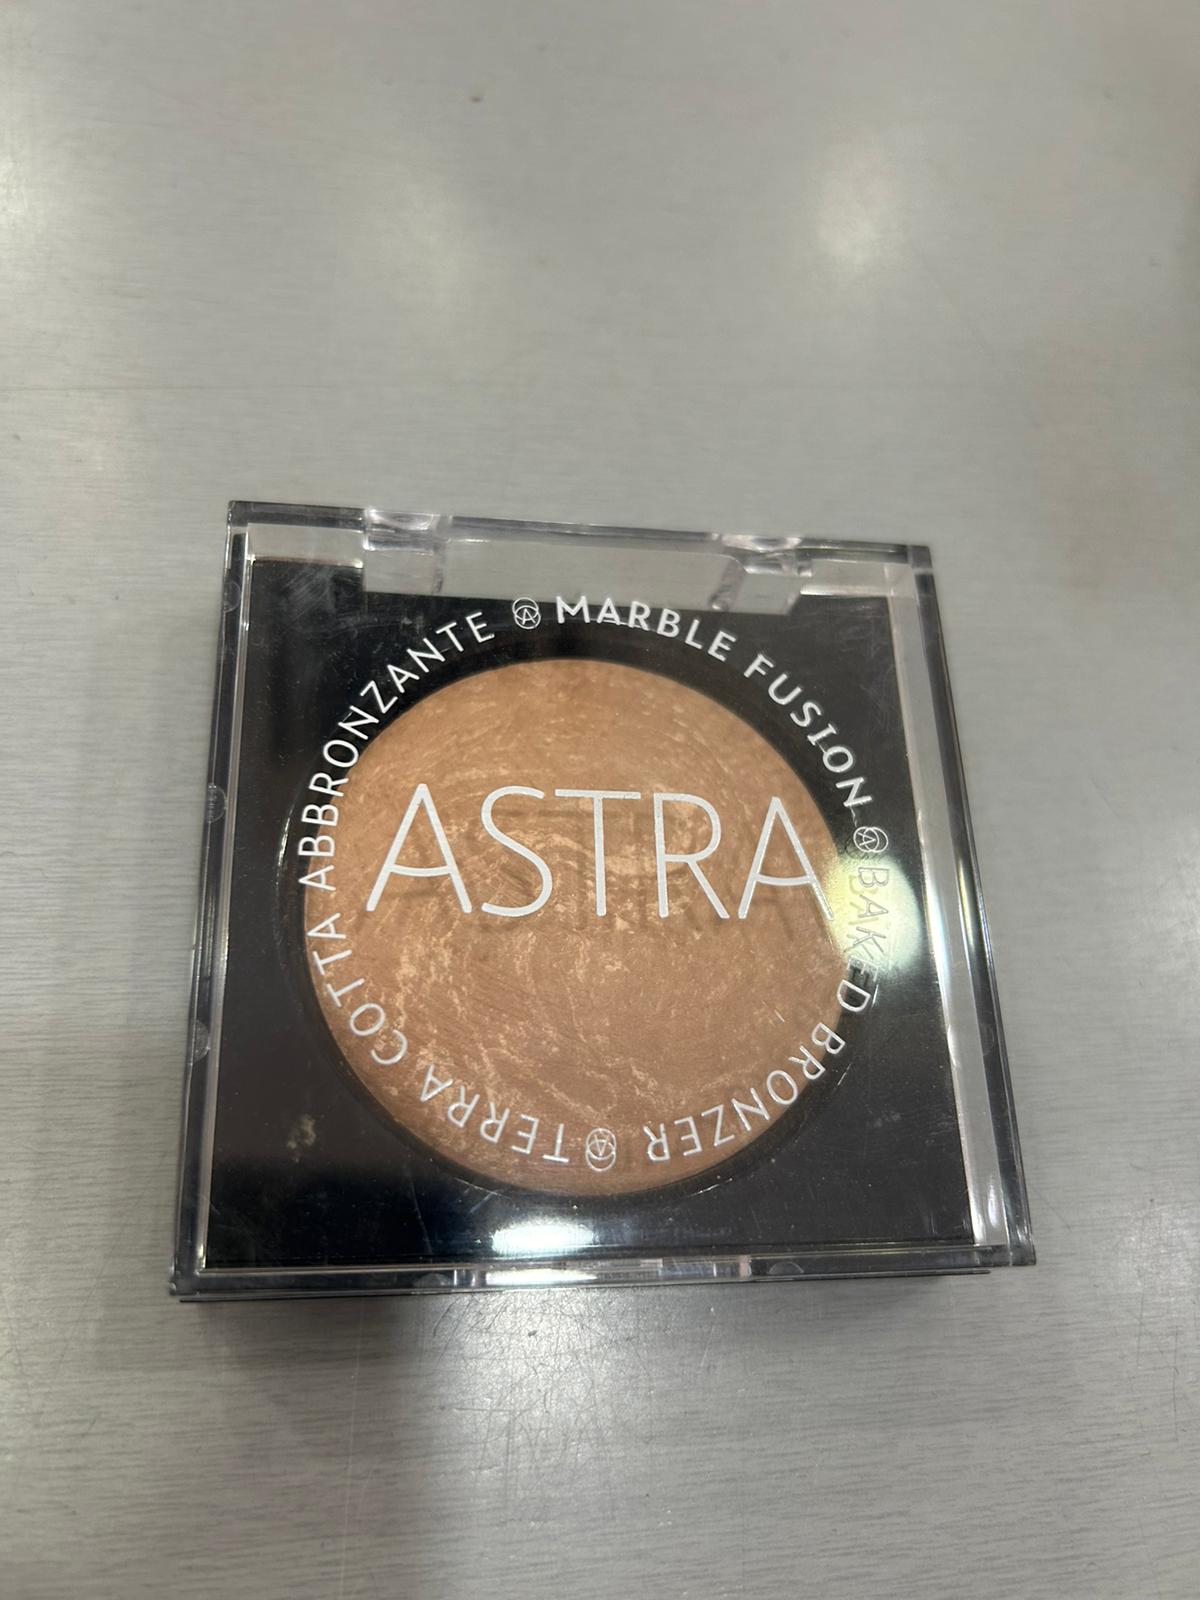 ASTRA
MARBLE FUSION
BAKED BRONZER
TERRA COTTA ABBRONZANTE